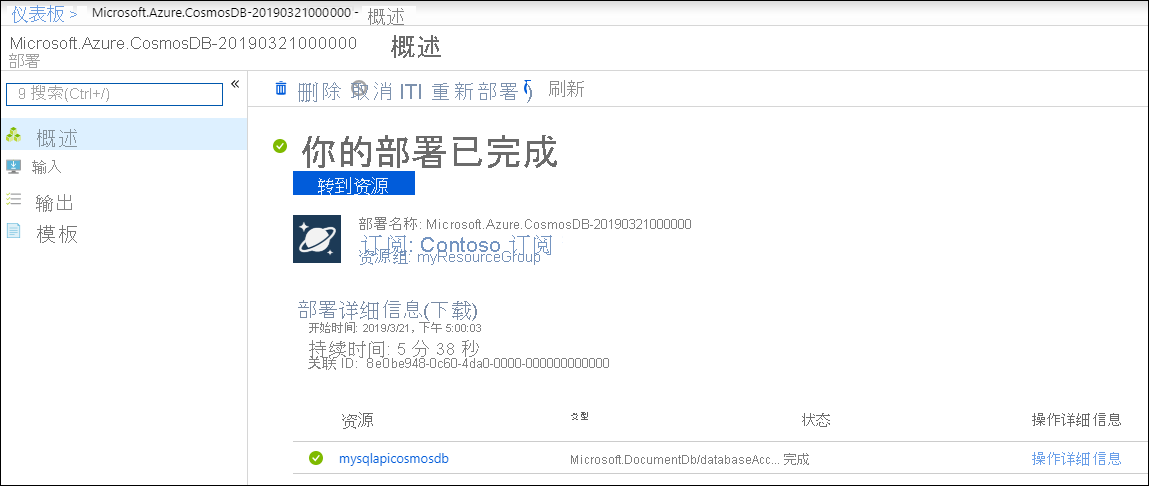 仪表板 > Microsoft.Azure.CosmosDB-20190321000000 - 概述
Microsoft.Azure.CosmosDB-20190321000000 概述
部署
9 搜索(Ctrl+/)
«
删除 取消 ITI 重新部署 ) 刷新
概述
输入
输出
模板
你的部署已完成
转到资源
部署名称: Microsoft.Azure.CosmosDB-20190321000000
订阅: Contoso 订阅
资源组: myResourceGroup
部署详细信息(下载)
开始时间: 2019/3/21，下午 5:00:03
持续时间: 5 分 38 秒
关联 ID: 8e0be948-0c60-4da0-0000-000000000000
资源 类型 状态 操作详细信息
mysqlapicosmosdb Microsoft.DocumentDb/databaseAcc... 完成 操作详细信息